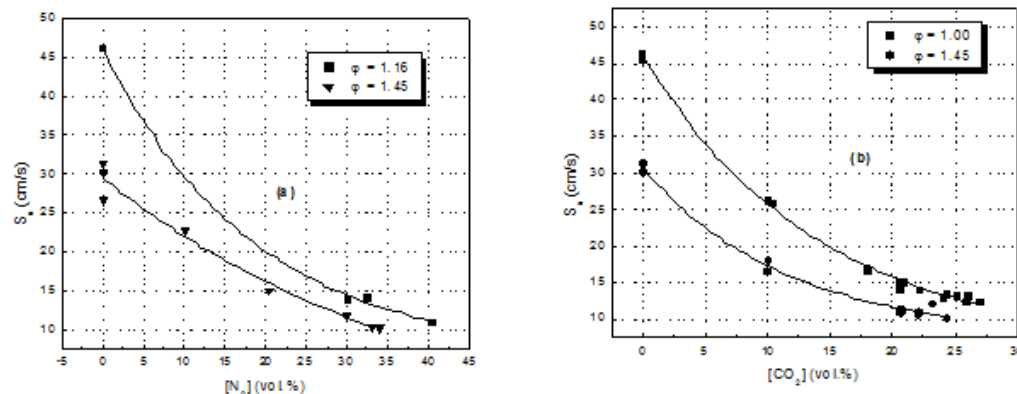 50
45
40
35
30
25
20
15
10
S
(cm/s)
φ = 1.16
φ = 1.45
(a)
-5 0 5 10 15 20 25 30 35 40 45
(vol.%)
50
45
40
35
30
25
20
15
10
S
(cm/s)
φ = 1.00
φ = 1.45
(b)
0 5 10 15 20 25
[CO2] (vol.%)